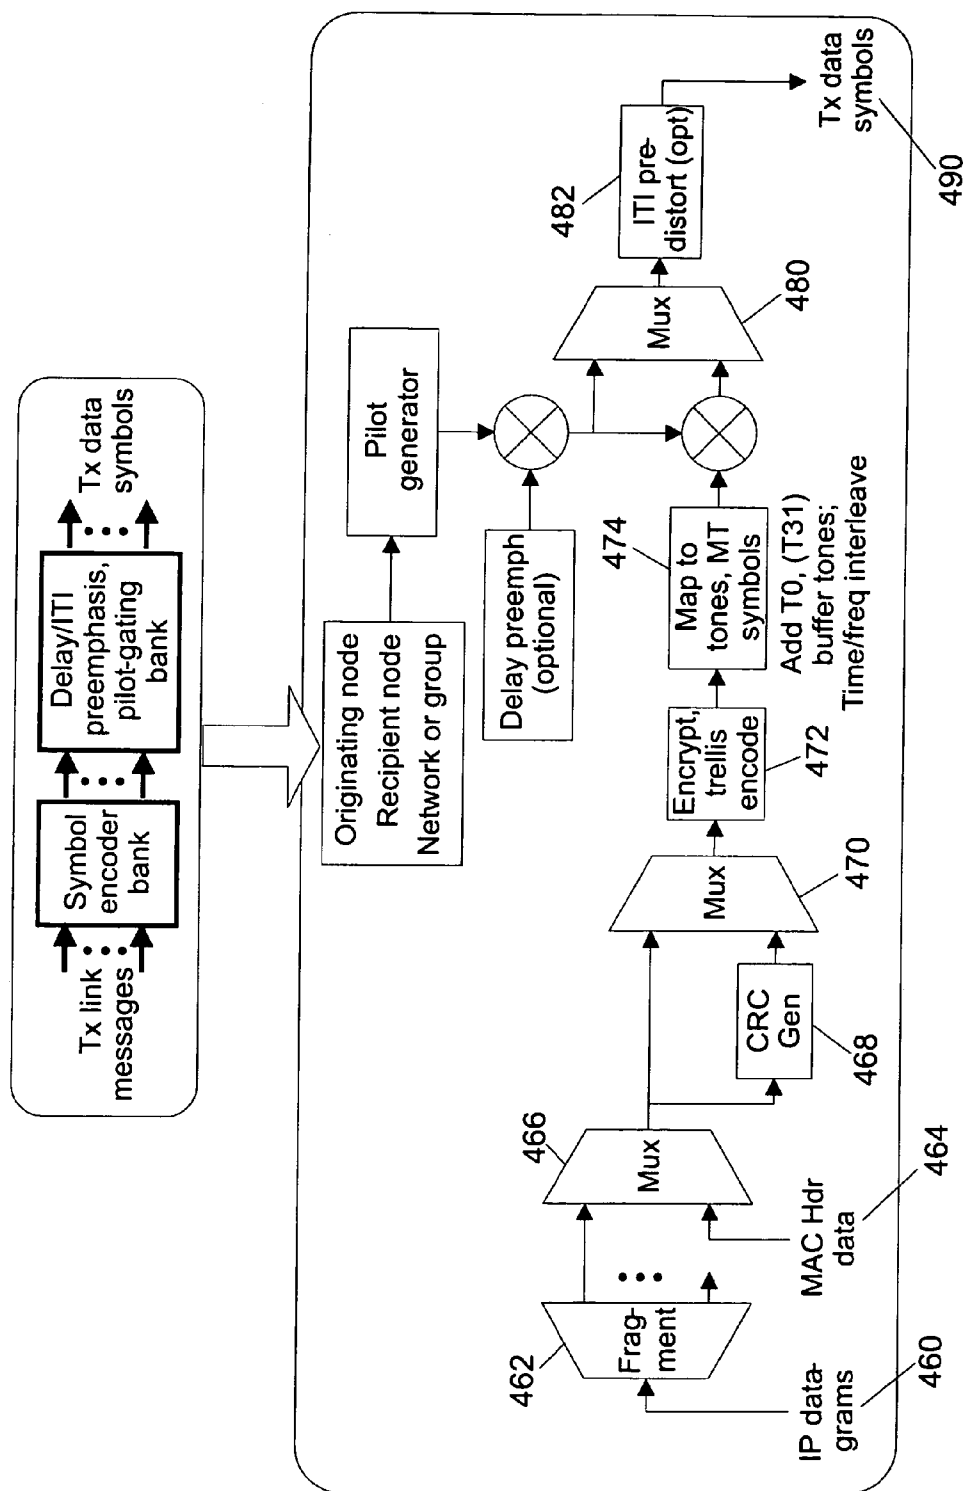 Tx link
messages
Symbol
encoder
bank
Delay/ITI
preemphasis,
pilot-gating
bank
Tx data
symbols
Originating node
Recipient node
Network or group
Pilot
generator
Delay preemph
(optional)
IP data-
grams
460
462
Frag-
ment
MAC Hdr
data
464
466
Mux
CRC
Gen
468
Mux
470
Encrypt,
trellis
encode
472
474
Map to
tones, MT
symbols
Add T0, (T31)
buffer tones;
Time/freq interleave
Mux
480
482
ITI pre-
distort (opt)
Tx data
symbols
490